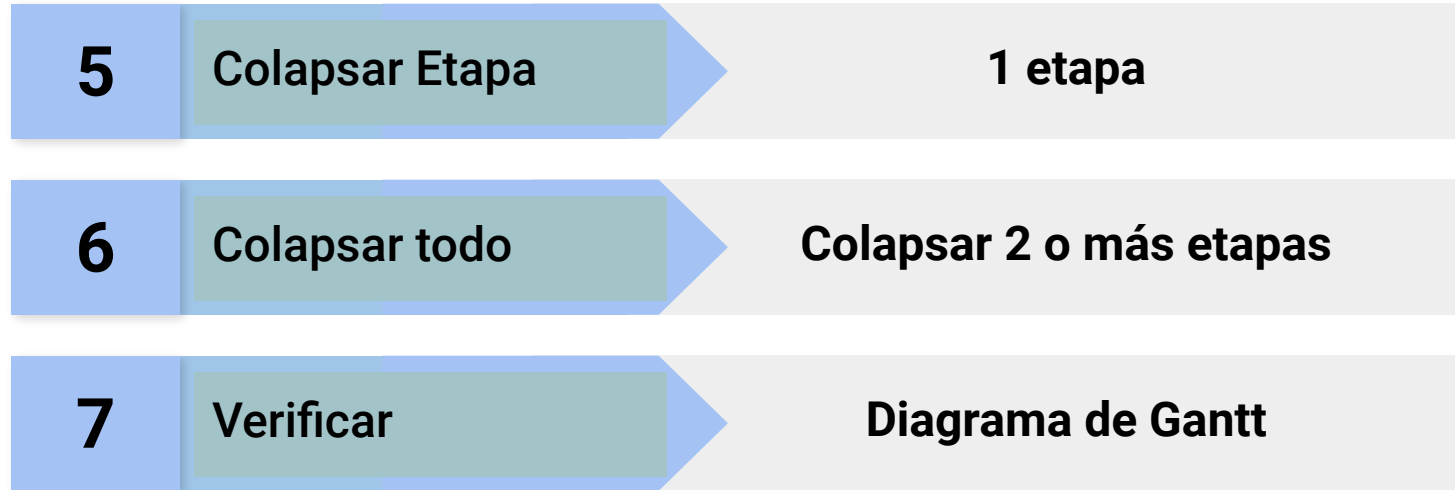 5
Colapsar Etapa
1 etapa
6
Colapsar todo
Colapsar 2 o más etapas
7
Verificar
Diagrama de Gantt